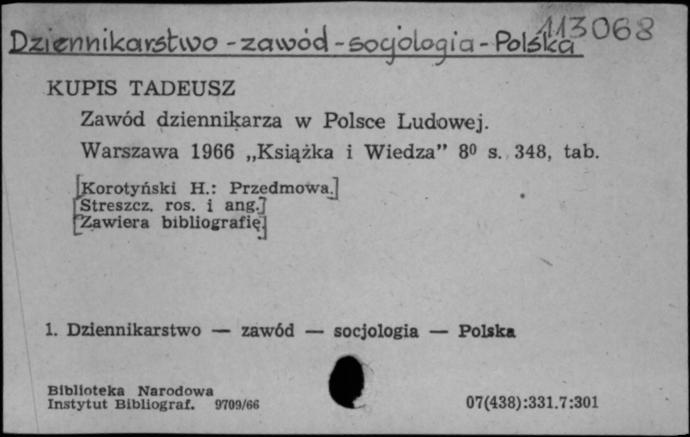 113068
Dziennikarstwo - zawód - socjologia - Polska
KUPIS TADEUSZ
Zawód dziennikarza w Polsce Ludowej.
Warszawa 1966 „Książka i Wiedza” 8⁰ s. 348, tab.
[Korotyński H.: Przedmowa.]
[Streszcz. ros. i ang.]
[Zawiera bibliografię]
1. Dziennikarstwo — zawód — socjologia — Polska
Biblioteka Narodowa
Instytut Bibliograf. 9709/66
07(438):331.7:301